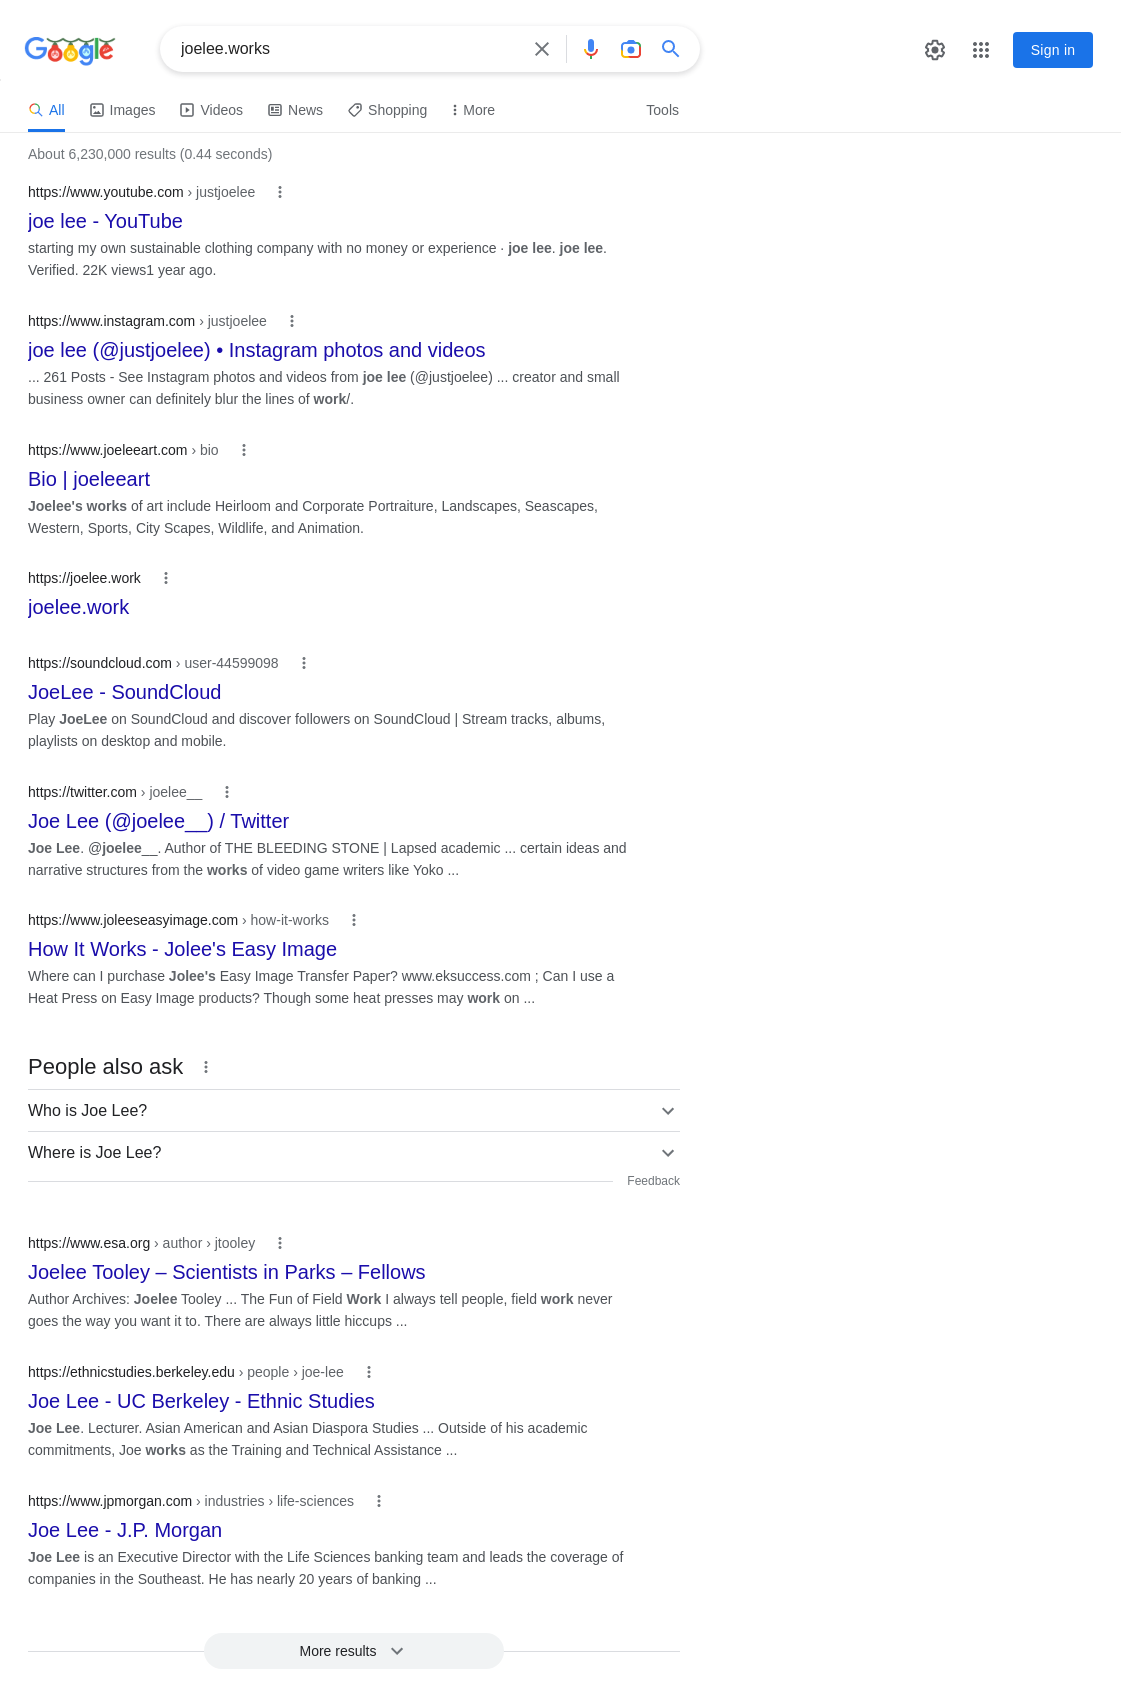 Google
joelee.works
Sign in
All Images Videos News Shopping More Tools
About 6,230,000 results (0.44 seconds)
https://www.youtube.com › justjoelee
joe lee - YouTube
starting my own sustainable clothing company with no money or experience · joe lee. joe lee.
Verified. 22K views1 year ago.
https://www.instagram.com › justjoelee
joe lee (@justjoelee) • Instagram photos and videos
... 261 Posts - See Instagram photos and videos from joe lee (@justjoelee) ... creator and small
business owner can definitely blur the lines of work/.
https://www.joeleeart.com › bio
Bio | joeleeart
Joelee's works of art include Heirloom and Corporate Portraiture, Landscapes, Seascapes,
Western, Sports, City Scapes, Wildlife, and Animation.
https://joelee.work
joelee.work
https://soundcloud.com › user-44599098
JoeLee - SoundCloud
Play JoeLee on SoundCloud and discover followers on SoundCloud | Stream tracks, albums,
playlists on desktop and mobile.
https://twitter.com › joelee__
Joe Lee (@joelee__) / Twitter
Joe Lee. @joelee__. Author of THE BLEEDING STONE | Lapsed academic ... certain ideas and
narrative structures from the works of video game writers like Yoko ...
https://www.joleeseasyimage.com › how-it-works
How It Works - Jolee's Easy Image
Where can I purchase Jolee's Easy Image Transfer Paper? www.eksuccess.com ; Can I use a
Heat Press on Easy Image products? Though some heat presses may work on ...
People also ask
Who is Joe Lee?
Where is Joe Lee?
Feedback
https://www.esa.org › author › jtooley
Joelee Tooley – Scientists in Parks – Fellows
Author Archives: Joelee Tooley ... The Fun of Field Work I always tell people, field work never
goes the way you want it to. There are always little hiccups ...
https://ethnicstudies.berkeley.edu › people › joe-lee
Joe Lee - UC Berkeley - Ethnic Studies
Joe Lee. Lecturer. Asian American and Asian Diaspora Studies ... Outside of his academic
commitments, Joe works as the Training and Technical Assistance ...
https://www.jpmorgan.com › industries › life-sciences
Joe Lee - J.P. Morgan
Joe Lee is an Executive Director with the Life Sciences banking team and leads the coverage of
companies in the Southeast. He has nearly 20 years of banking ...
More results